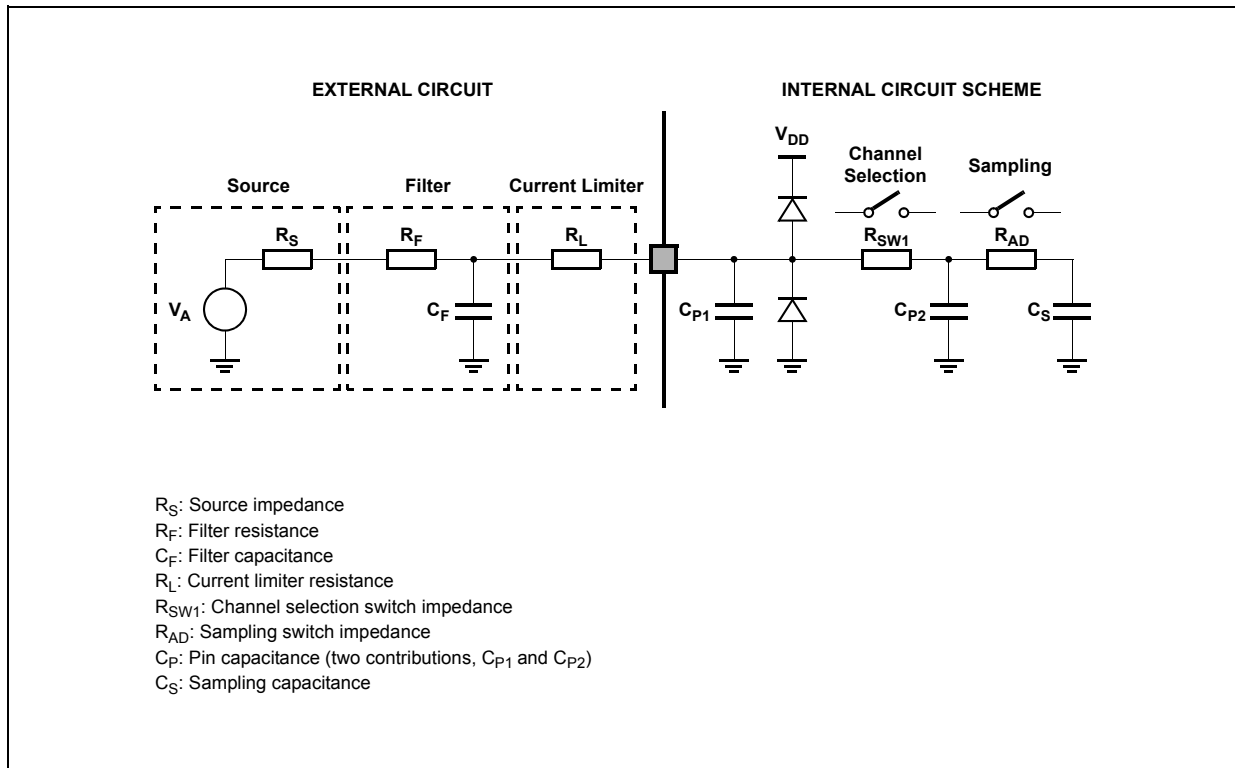 EXTERNAL CIRCUIT
INTERNAL CIRCUIT SCHEME
VDD
Channel
Selection
Sampling
Source
Filter
Current Limiter
RS
RF
RL
RSW1
RAD
VA
CF
CP1
CP2
CS
RS: Source impedance
RF: Filter resistance
CF: Filter capacitance
RL: Current limiter resistance
RSW1: Channel selection switch impedance
RAD: Sampling switch impedance
CP: Pin capacitance (two contributions, CP1 and CP2)
CS: Sampling capacitance